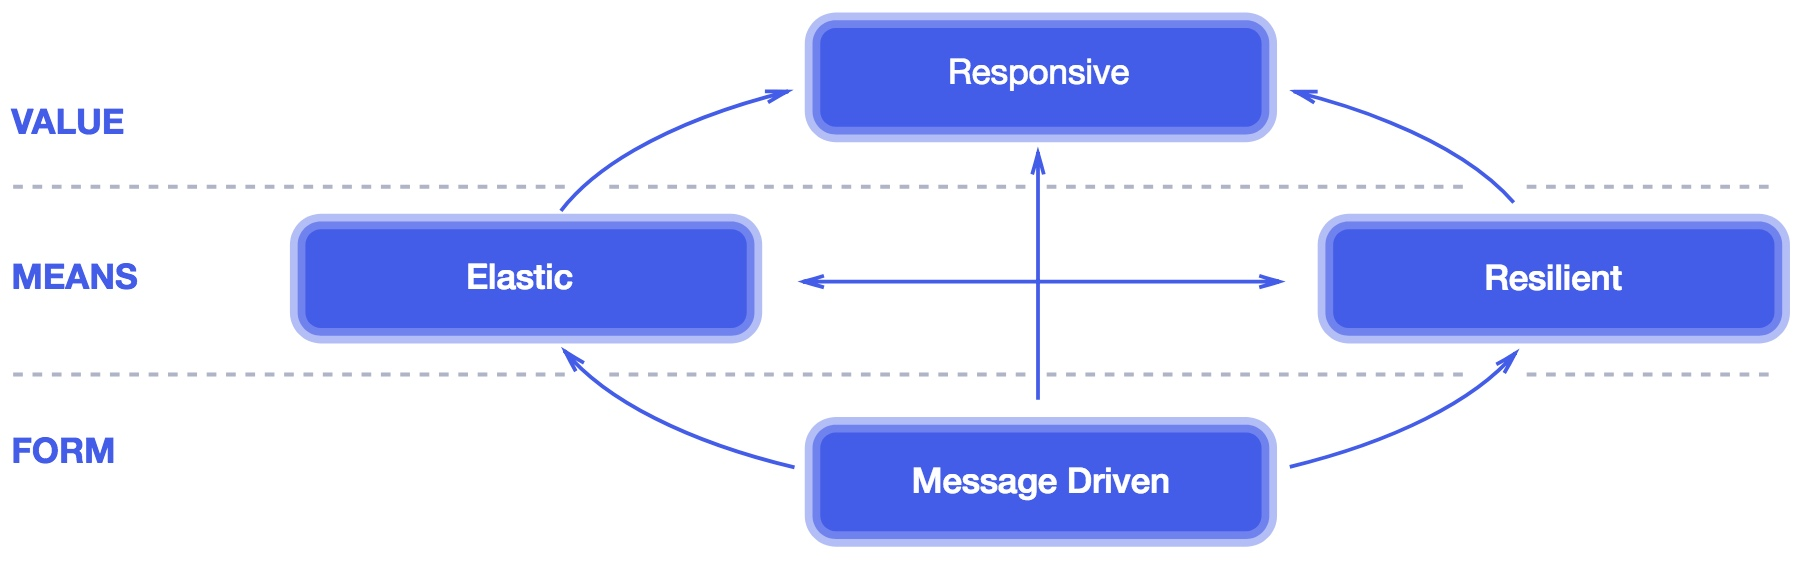 Responsive
VALUE
MEANS
Elastic
Resilient
FORM
Message Driven